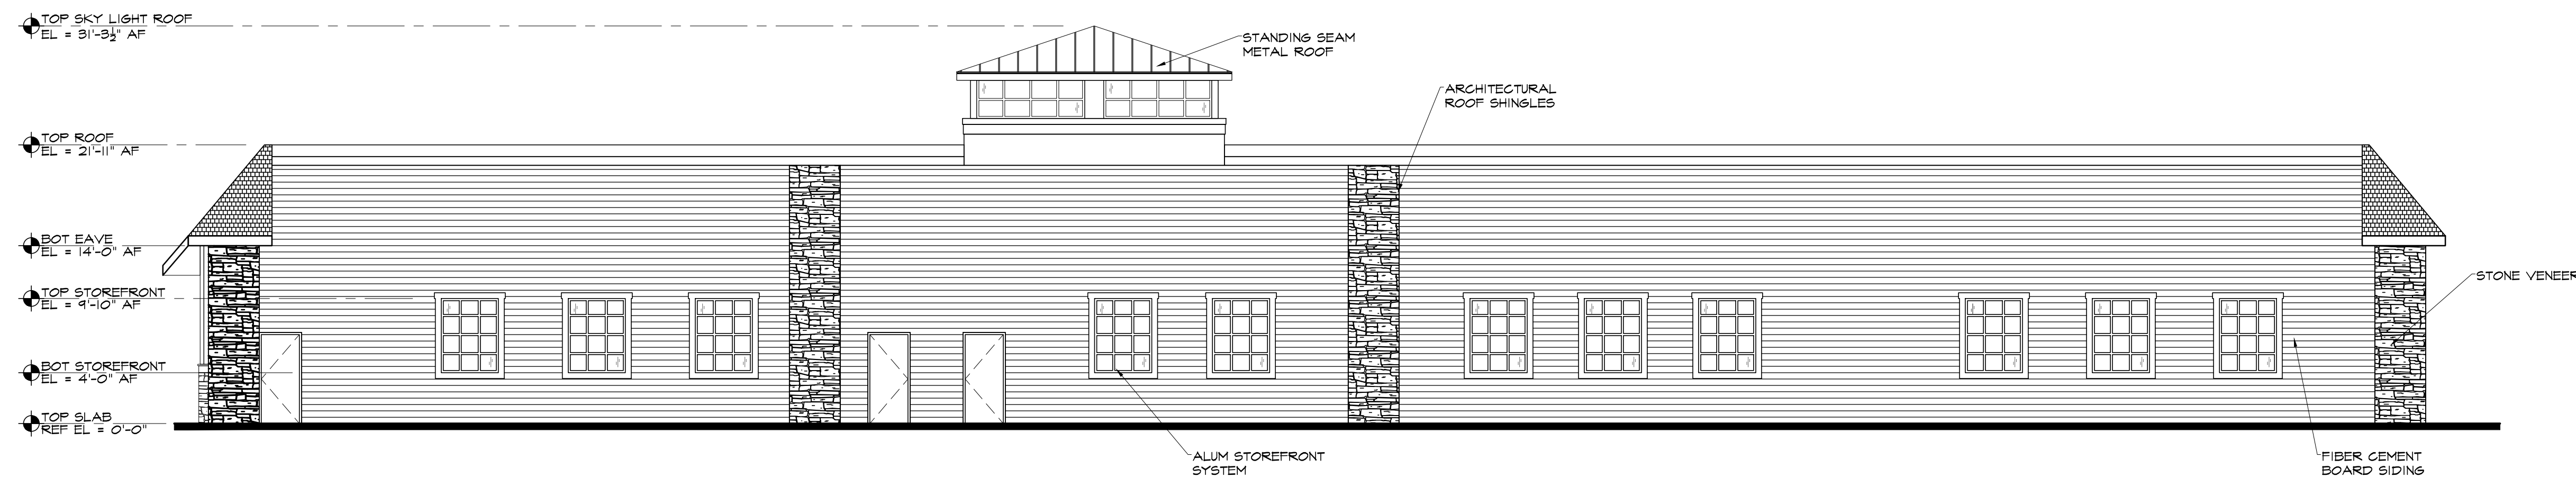 TOP SKY LIGHT ROOF
EL = 31'-3½" AF
STANDING SEAM
METAL ROOF
ARCHITECTURAL
ROOF SHINGLES
TOP ROOF
EL = 21'-11" AF
BOT EAVE
EL = 14'-0" AF
STONE VENEER
TOP STOREFRONT
EL = 9'-10" AF
BOT STOREFRONT
EL = 4'-0" AF
TOP SLAB
REF EL = 0'-0"
ALUM STOREFRONT
SYSTEM
FIBER CEMENT
BOARD SIDING